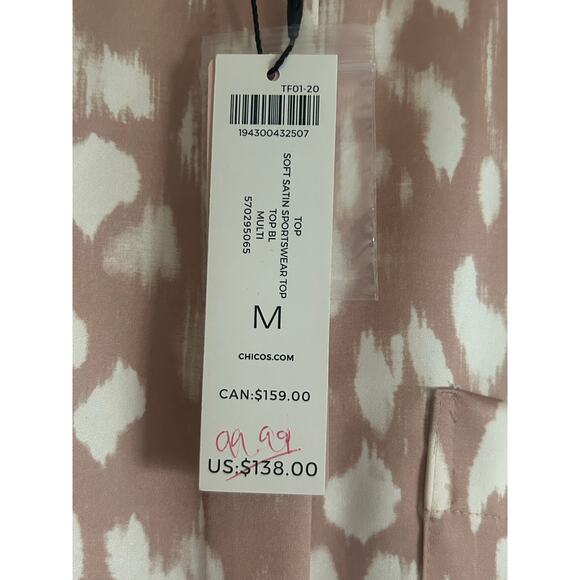 TF01-20
194300432507
TOP
SOFT SATIN SPORTSWEAR TOP
TOP BL
MULTI
570295065
M
CHICOS.COM
CAN:$159.00
99.99
US:$138.00